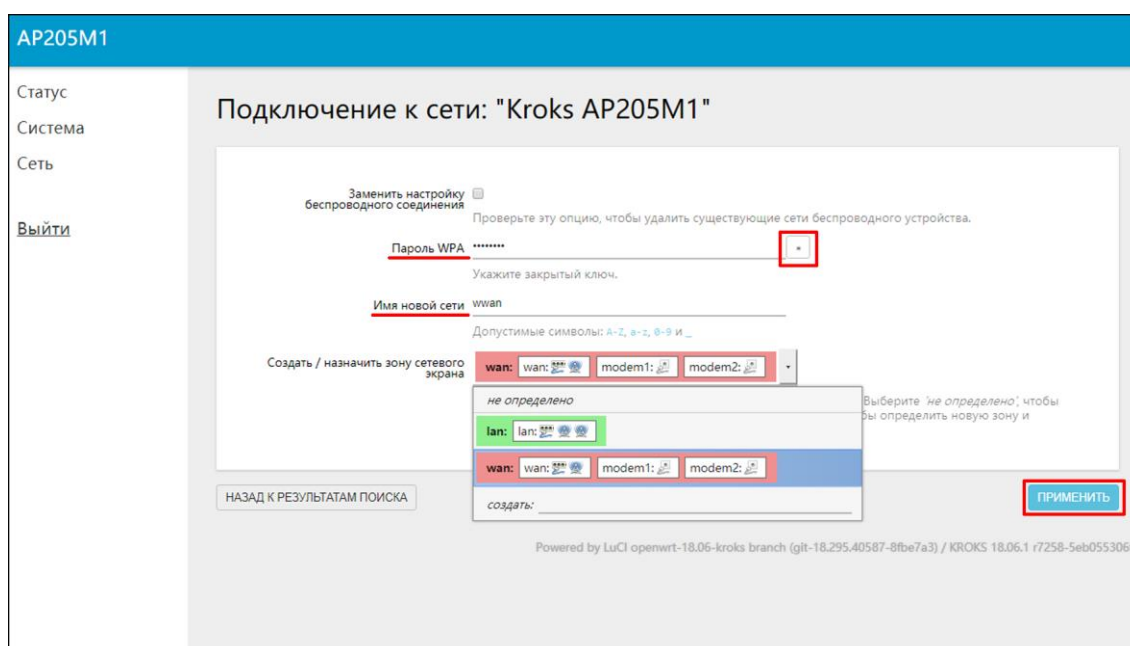 AP205M1
Статус
Система
Сеть
Выйти
Подключение к сети: "Kroks AP205M1"
Заменить настройку
беспроводного соединения
Проверьте эту опцию, чтобы удалить существующие сети беспроводного устройства.
Пароль WPA ••••••••
*
Укажите закрытый ключ.
Имя новой сети wwan
Допустимые символы: A-Z, a-z, 0-9 и _
Создать / назначить зону сетевого
экрана
wan: wan: modem1: modem2:
не определено
Выберите 'не определено', чтобы
бы определить новую зону и
lan: lan:
wan: wan: modem1: modem2:
создать:
НАЗАД К РЕЗУЛЬТАТАМ ПОИСКА
ПРИМЕНИТЬ
Powered by LuCI openwrt-18.06-kroks branch (git-18.295.40587-8fbe7a3) / KROKS 18.06.1 r7258-5eb055306